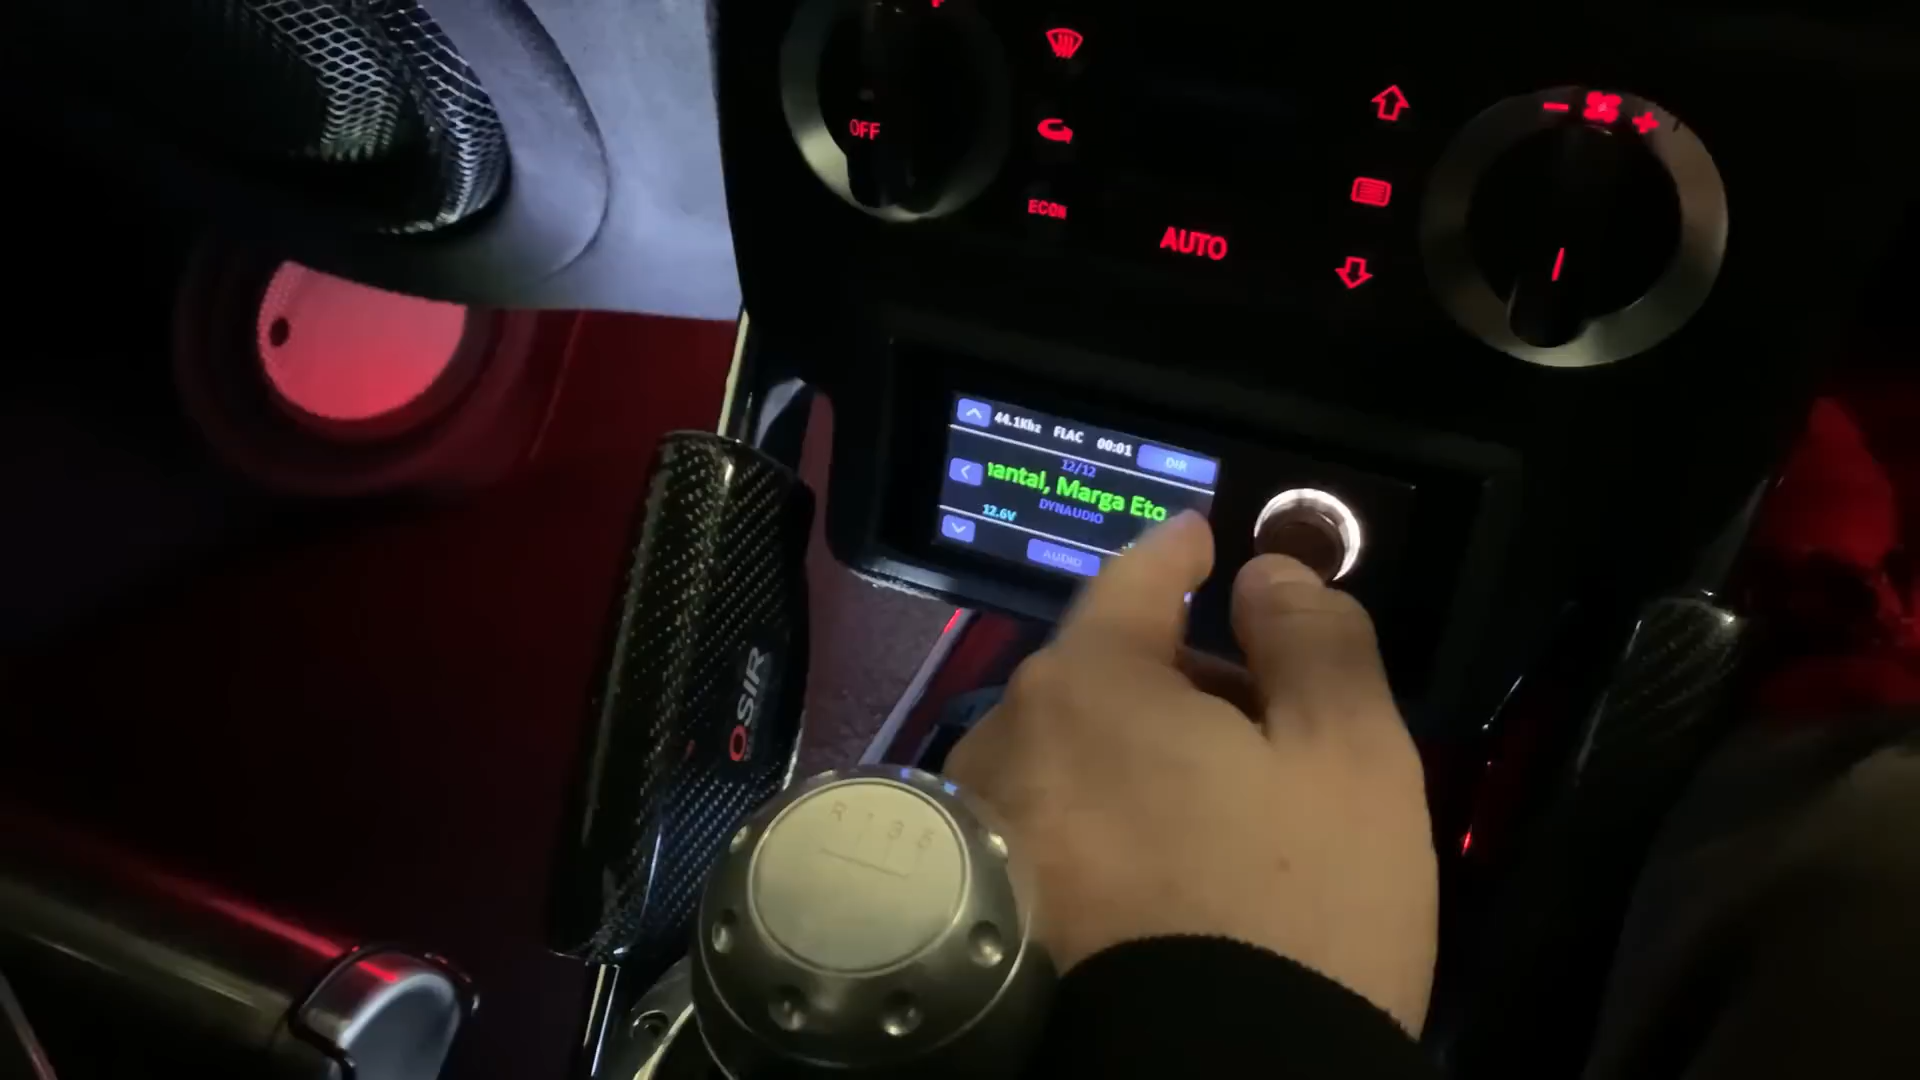 OFF
ECON
AUTO
- +
44.1Khz FLAC 00:01 DIR
12/12
hantal, Marga Eto
DYNAUDIO
12.6V
AUDIO
OSIR
R 1 3 5